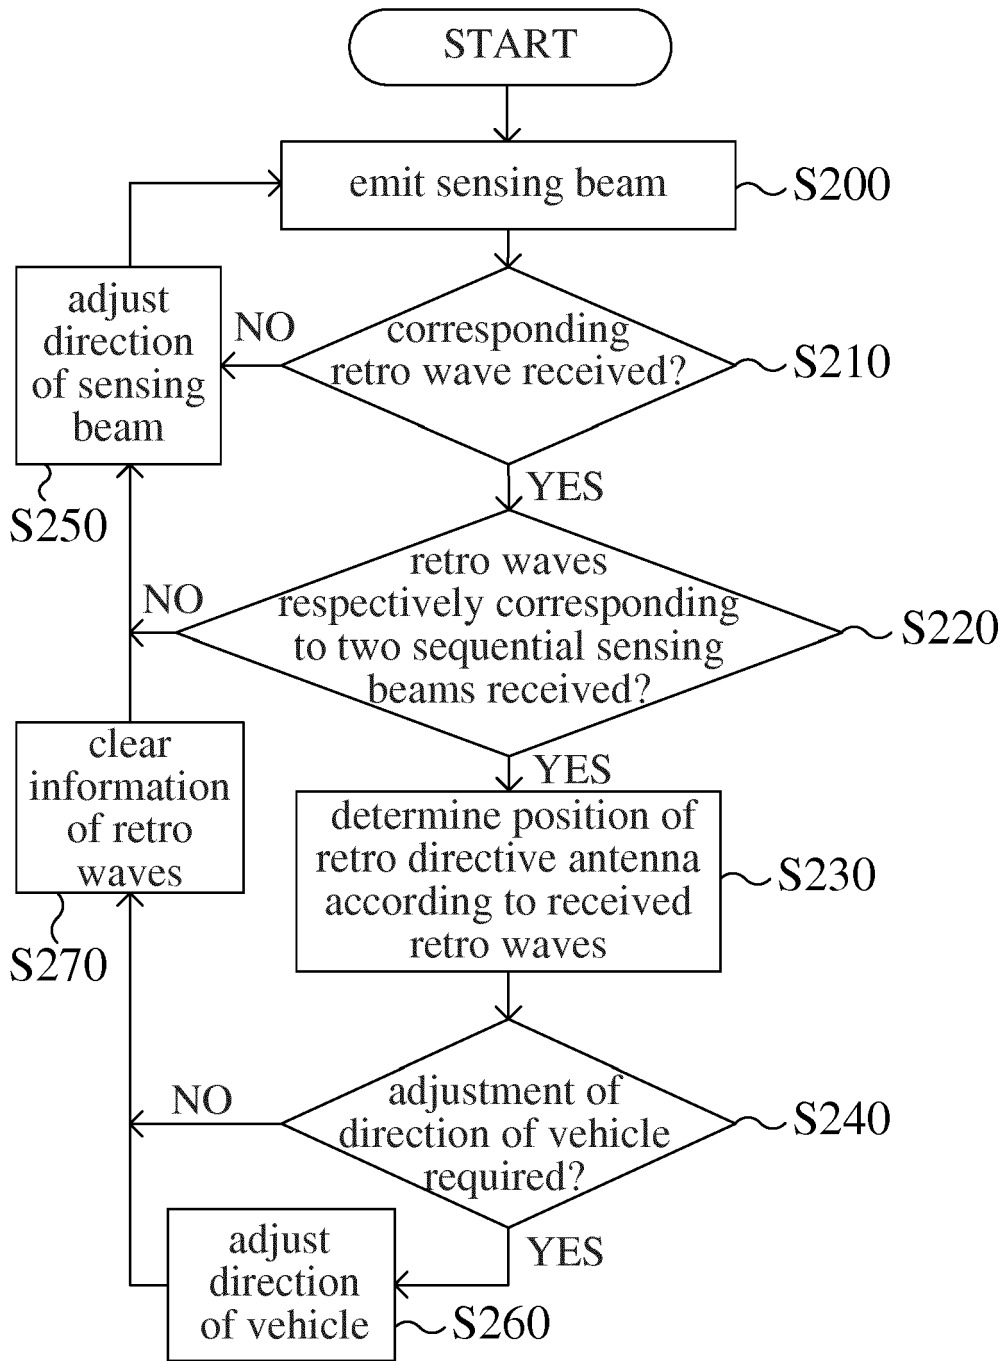 START
emit sensing beam
S200
adjust
direction
of sensing
beam
S250
NO
corresponding
retro wave received?
S210
YES
NO
retro waves
respectively corresponding
to two sequential sensing
beams received?
S220
YES
clear
information
of retro
waves
S270
determine position of
retro directive antenna
according to received
retro waves
S230
NO
adjustment of
direction of vehicle
required?
S240
YES
adjust
direction
of vehicle
S260